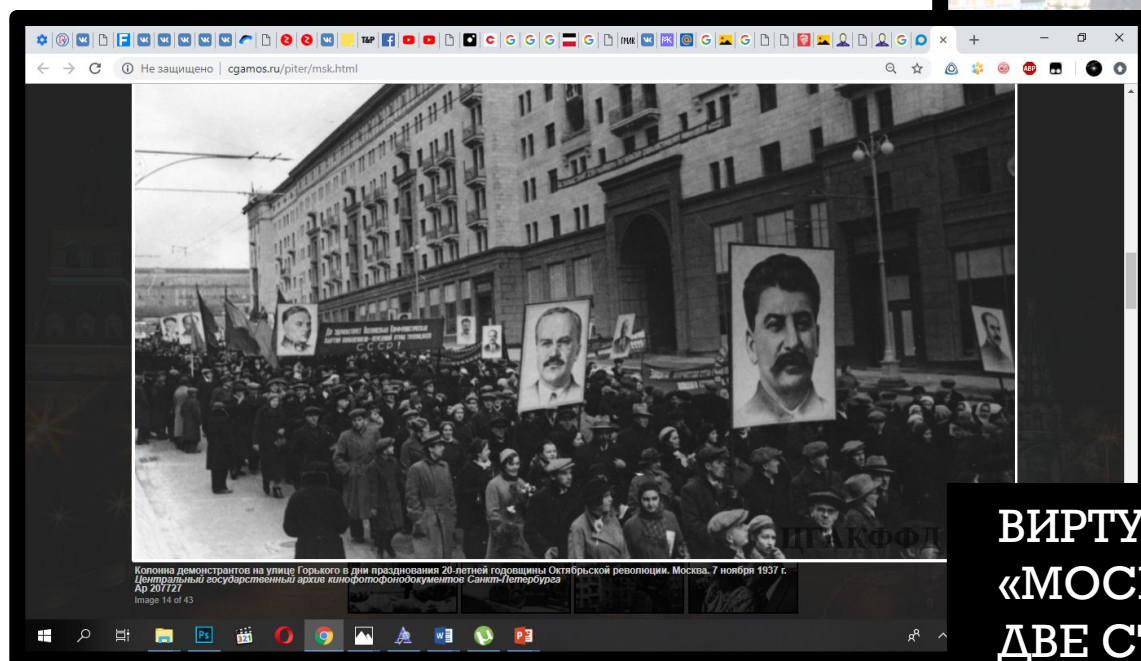 Не защищено | cgamos.ru/piter/msk.html
СССР!
ЦГАКФФД
Колонна демонстрантов на улице Горького в дни празднования 20-летней годовщины Октябрьской революции. Москва. 7 ноября 1937 г.
Центральный государственный архив кинофотофонодокументов Санкт-Петербурга
Ар 207727
Image 14 of 43
ВИРТУ
«МОС
ДВЕ С